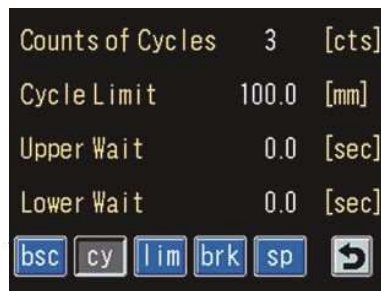 Counts of Cycles 3 [cts]
Cycle Limit 100.0 [mm]
Upper Wait 0.0 [sec]
Lower Wait 0.0 [sec]
bsc cy lim brk sp